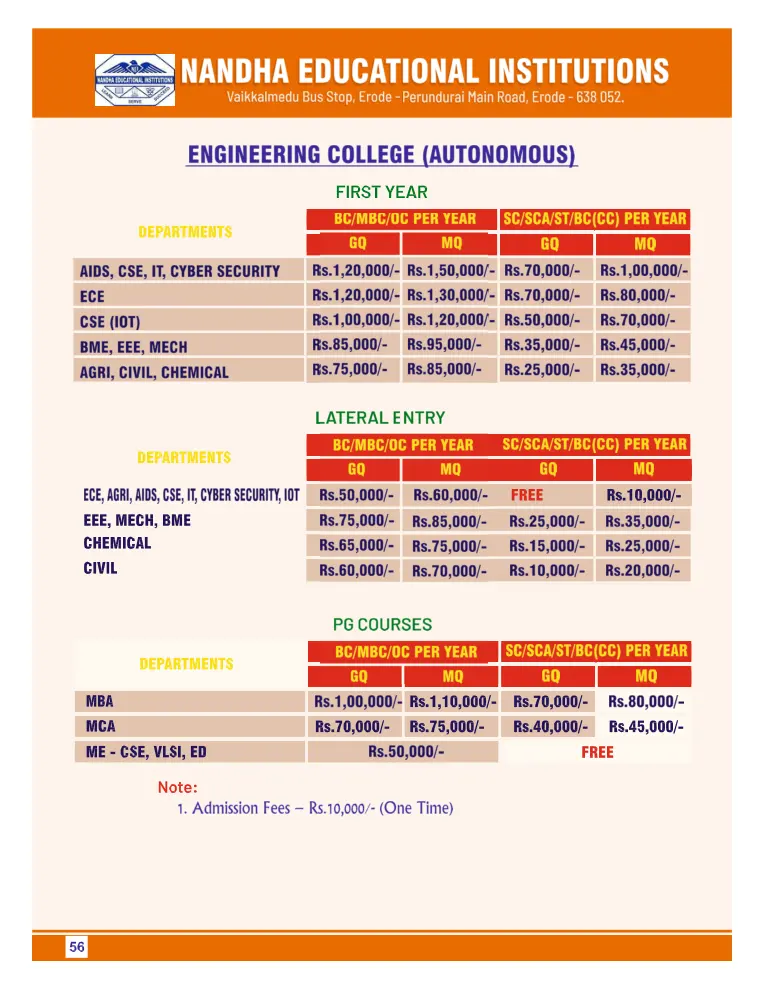 NEI
NANDHA EDUCATIONAL INSTITUTIONS
LEARN
SERVE
SUCCEED
NANDHA EDUCATIONAL INSTITUTIONS
Vaikkalmedu Bus Stop, Erode - Perundurai Main Road, Erode - 638 052.
ENGINEERING COLLEGE (AUTONOMOUS)
FIRST YEAR
DEPARTMENTS BC/MBC/OC PER YEAR SC/SCA/ST/BC(CC) PER YEAR
GQ MQ GQ MQ
AIDS, CSE, IT, CYBER SECURITY Rs.1,20,000/- Rs.1,50,000/- Rs.70,000/- Rs.1,00,000/-
ECE Rs.1,20,000/- Rs.1,30,000/- Rs.70,000/- Rs.80,000/-
CSE (IOT) Rs.1,00,000/- Rs.1,20,000/- Rs.50,000/- Rs.70,000/-
BME, EEE, MECH Rs.85,000/- Rs.95,000/- Rs.35,000/- Rs.45,000/-
AGRI, CIVIL, CHEMICAL Rs.75,000/- Rs.85,000/- Rs.25,000/- Rs.35,000/-
LATERAL ENTRY
DEPARTMENTS BC/MBC/OC PER YEAR SC/SCA/ST/BC(CC) PER YEAR
GQ MQ GQ MQ
ECE, AGRI, AIDS, CSE, IT, CYBER SECURITY, IOT Rs.50,000/- Rs.60,000/- FREE Rs.10,000/-
EEE, MECH, BME Rs.75,000/- Rs.85,000/- Rs.25,000/- Rs.35,000/-
CHEMICAL Rs.65,000/- Rs.75,000/- Rs.15,000/- Rs.25,000/-
CIVIL Rs.60,000/- Rs.70,000/- Rs.10,000/- Rs.20,000/-
PG COURSES
DEPARTMENTS BC/MBC/OC PER YEAR SC/SCA/ST/BC(CC) PER YEAR
GQ MQ GQ MQ
MBA Rs.1,00,000/- Rs.1,10,000/- Rs.70,000/- Rs.80,000/-
MCA Rs.70,000/- Rs.75,000/- Rs.40,000/- Rs.45,000/-
ME - CSE, VLSI, ED Rs.50,000/- FREE
Note:
1. Admission Fees – Rs.10,000/- (One Time)
56